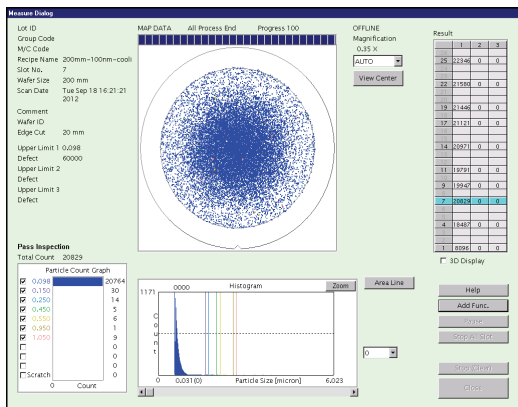 Measure Dialog
Lot ID
Group Code
M/C Code
Recipe Name 200mm-100nm-cooli
Slot No. 7
Wafer Size 200 mm
Scan Date Tue Sep 18 16:21:21
2012
Comment
Wafer ID
Edge Cut 20 mm
Upper Limit 1 0.098
Defect 60000
Upper Limit 2
Defect
Upper Limit 3
Defect
Pass Inspection
Total Count 20829
Particle Count Graph
0.098 20764
0.150 30
0.250 14
0.450 5
0.550 6
0.950 1
1.050 9
0
0
0
Scratch 0
0 Count
MAP DATA All Process End Progress 100
OFFLINE
Magnification
0.35 X
AUTO
View Center
0000 Histogram Zoom
1171
Count
0 0.031(0) Particle Size [micron] 6.023
Area Line
0
Result
1 2 3
25 22346 0 0
22 21580 0 0
19 21446 0 0
17 21121 0 0
14 20971 0 0
11 19791 0 0
9 19947 0 0
7 20829 0 0
4 18487 0 0
1 8096 0 0
3D Display
Help
Add Func.
Pause
Stop All Slot
Close